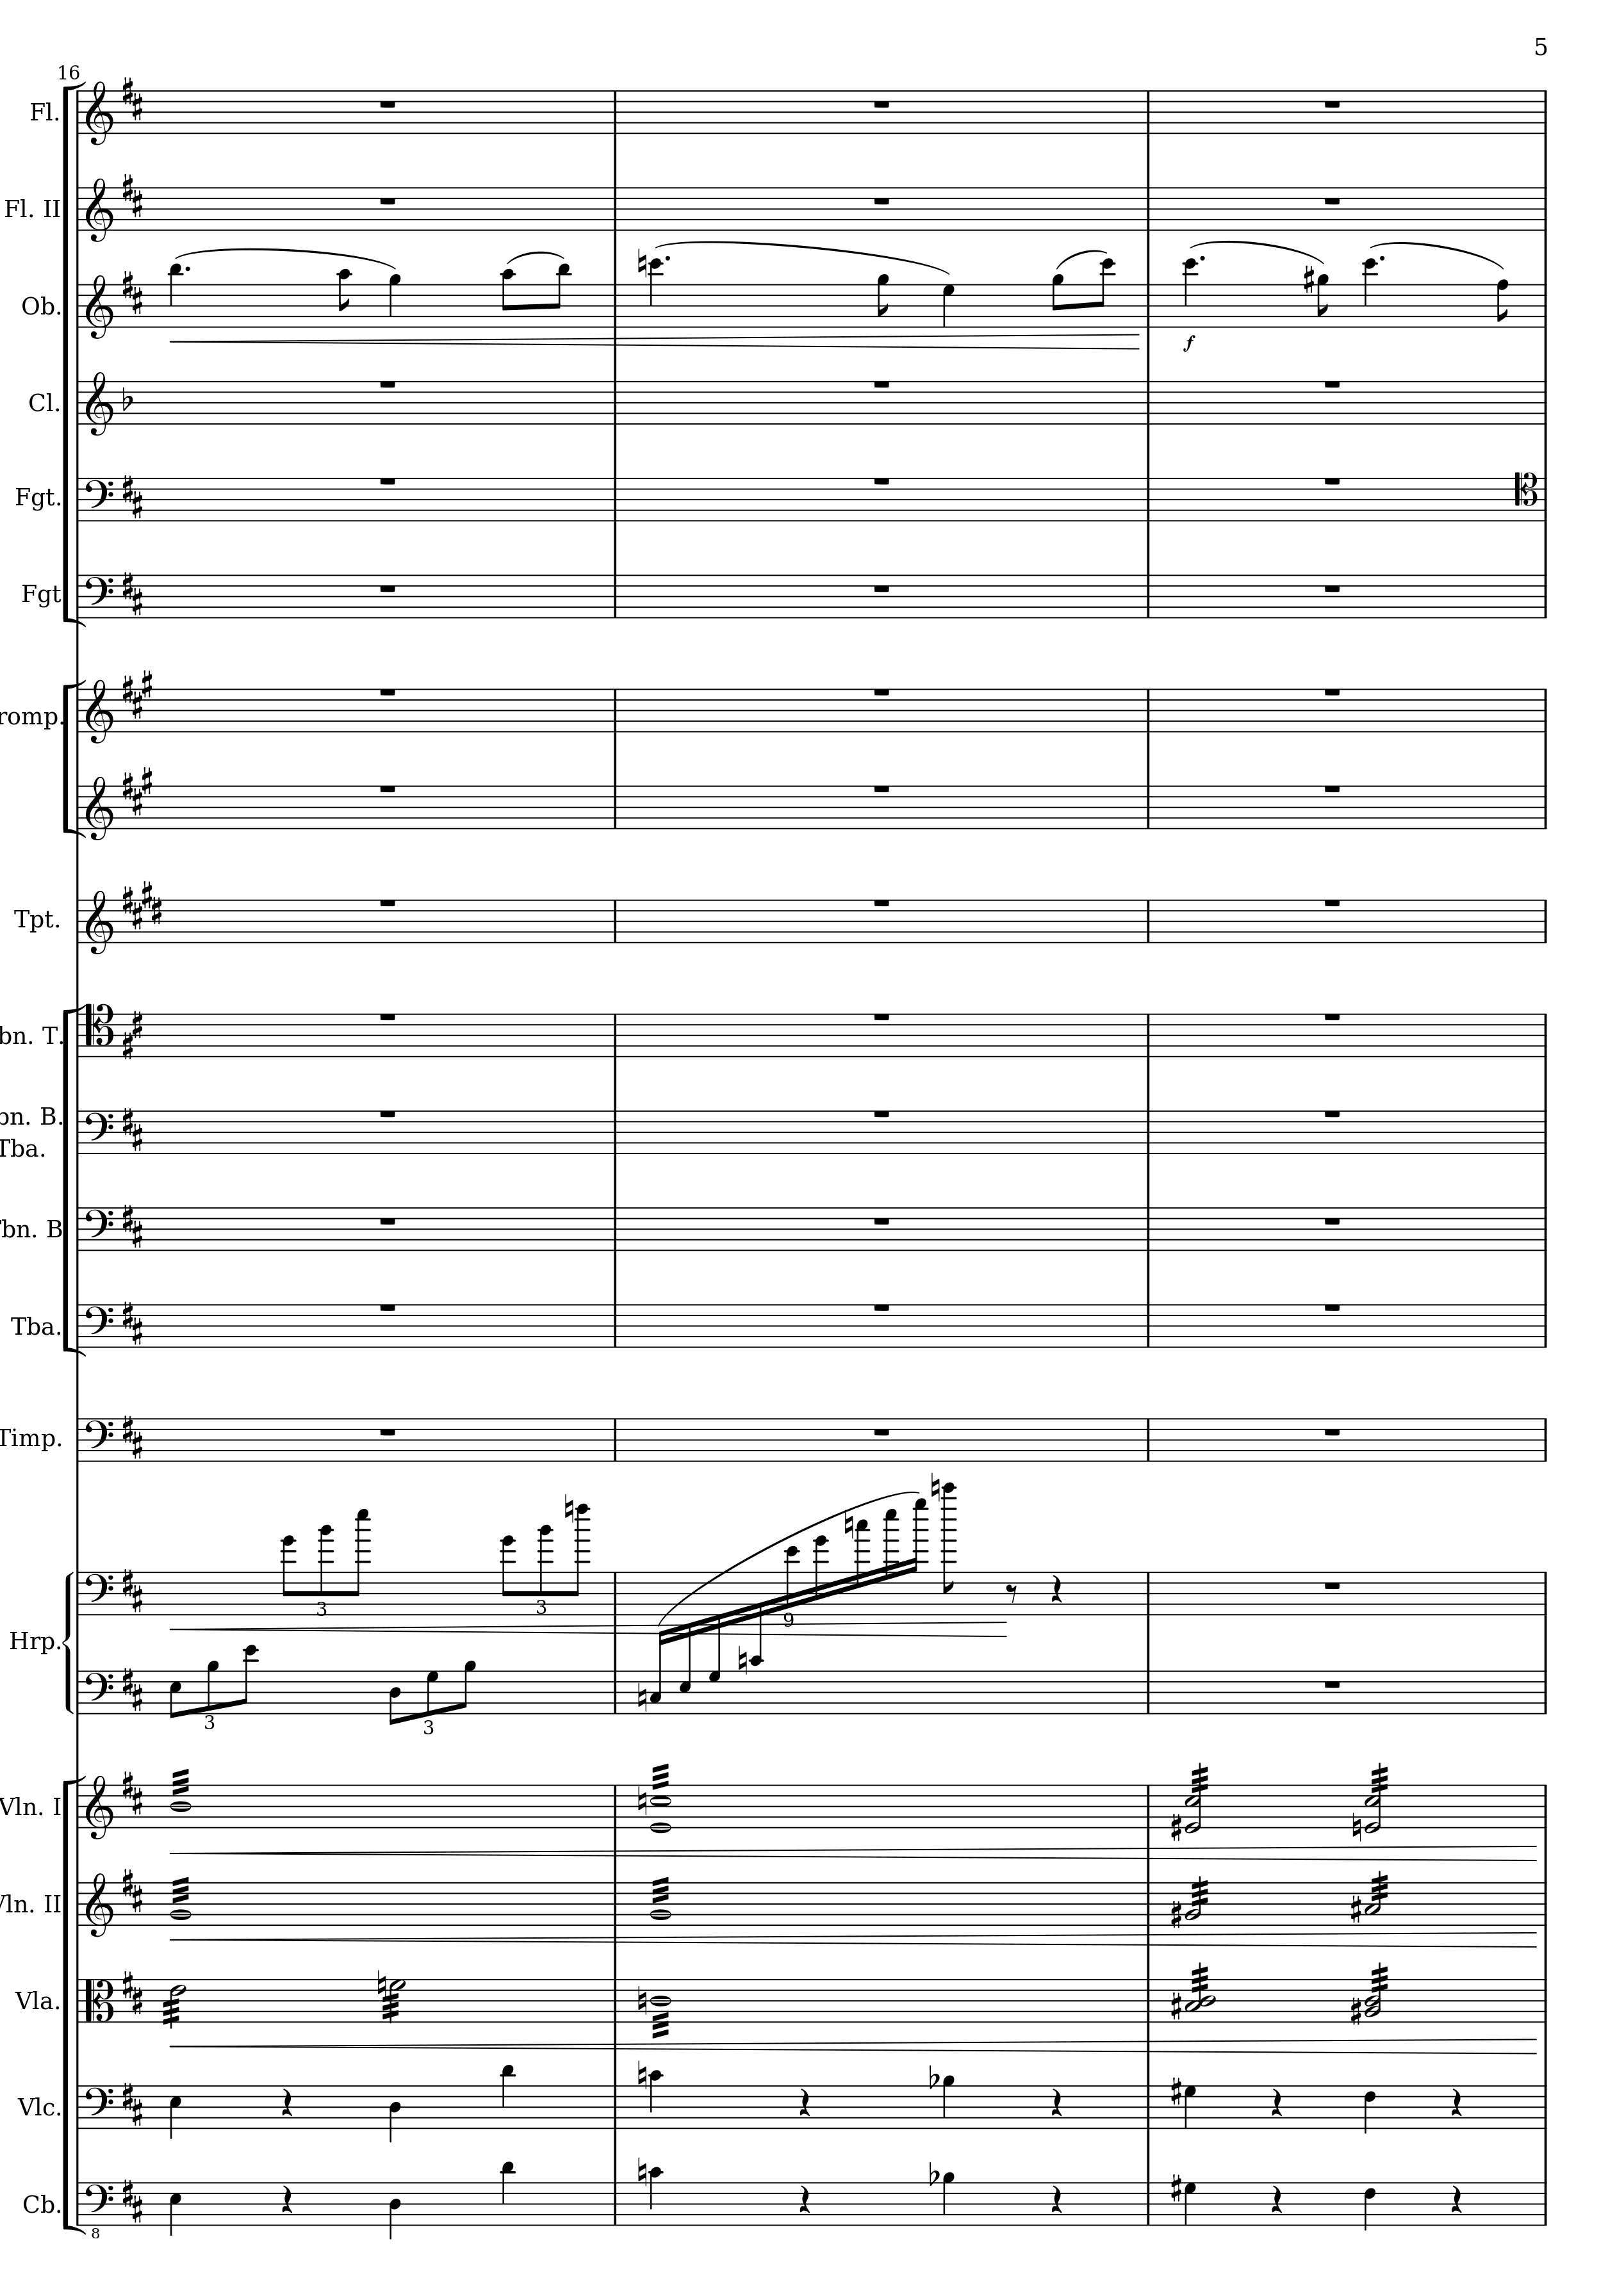 5
16
Fl.
Fl. II
Ob.
f
Cl.
Fgt.
Fgt
romp.
Tpt.
bn. T.
bn. B.
Tba.
Tbn. B
Tba.
Timp.
3 3
9
Hrp.
3 3
Vln. I
Vln. II
Vla.
Vlc.
Cb.
8